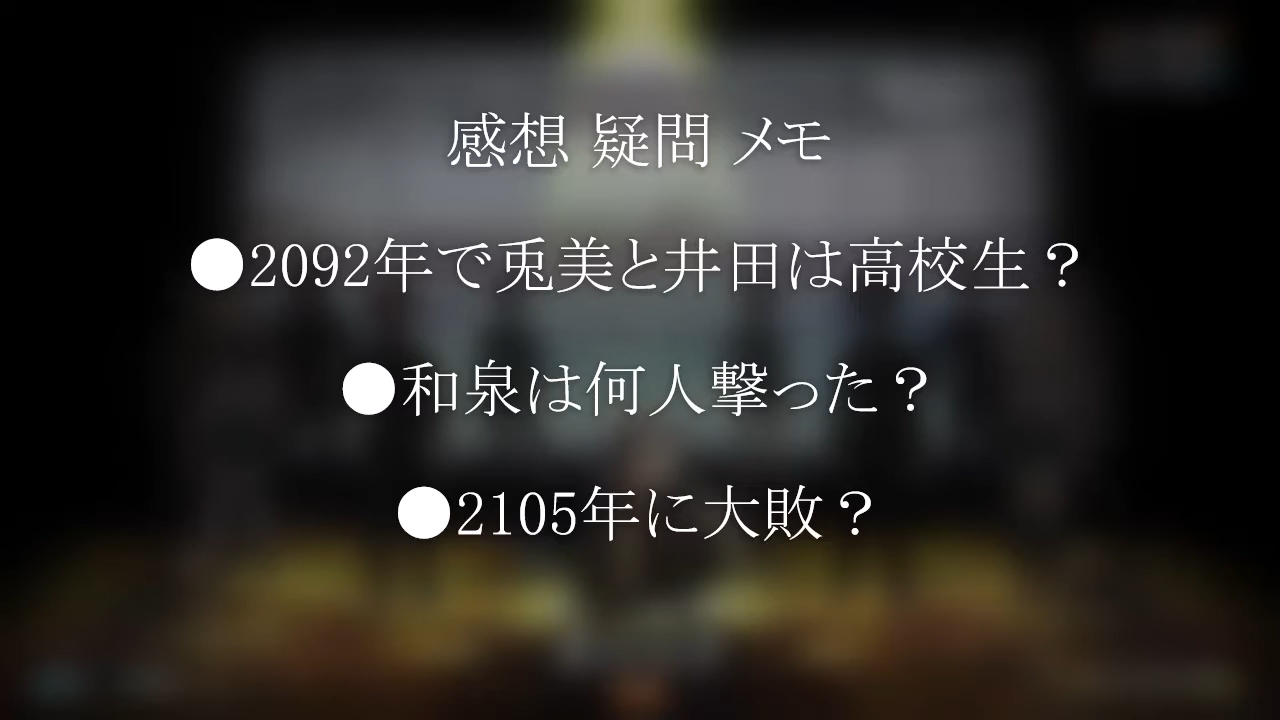 感想 疑問 メモ
●2092年で兎美と井田は高校生？
●和泉は何人撃った？
●2105年に大敗？